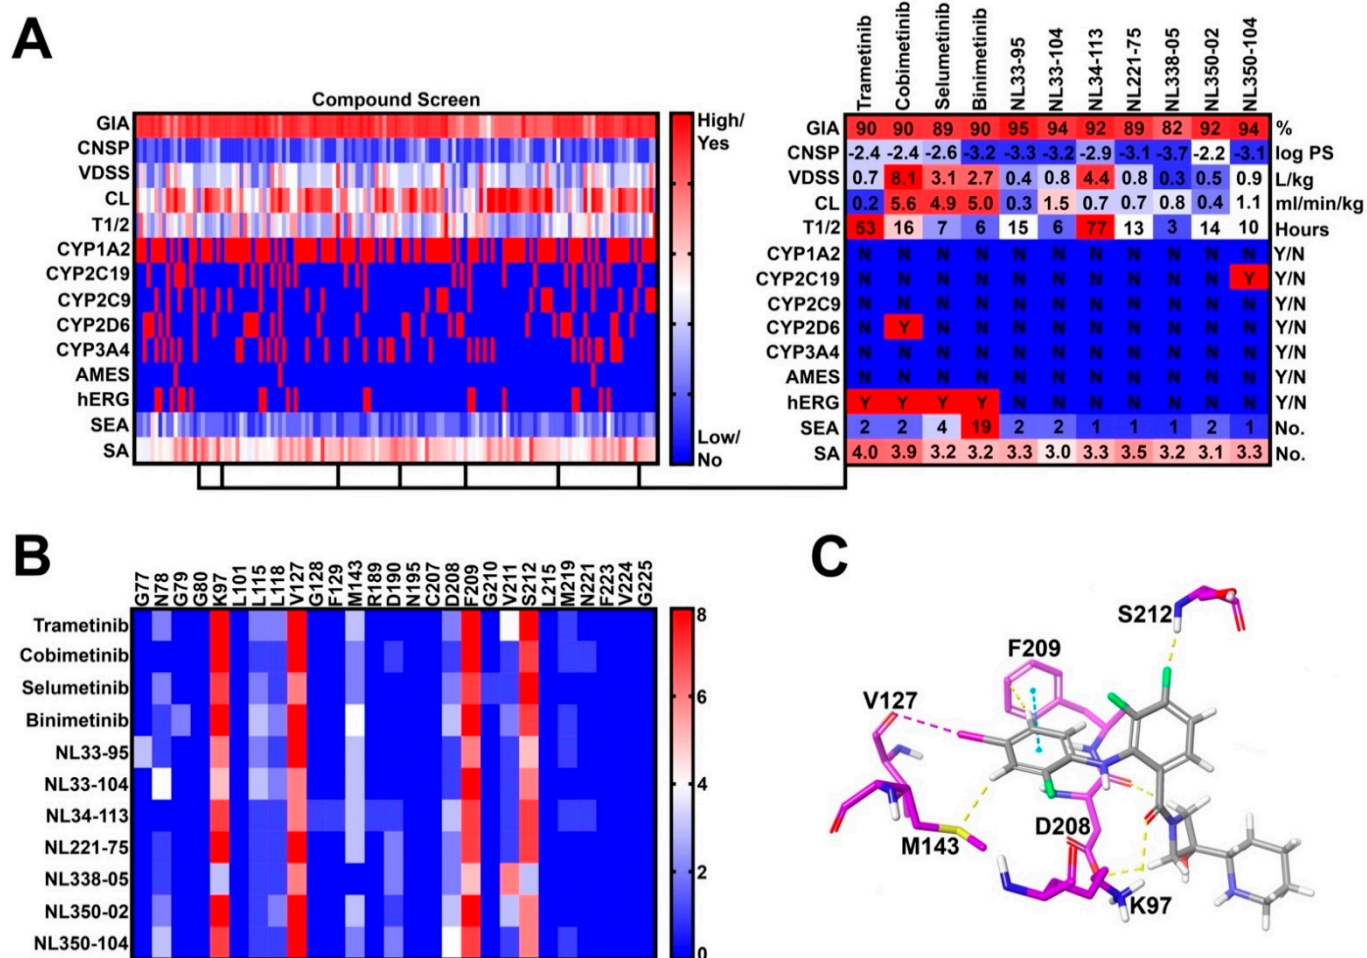 A
Compound Screen
GIA
CNSP
VDSS
CL
T1/2
CYP1A2
CYP2C19
CYP2C9
CYP2D6
CYP3A4
AMES
hERG
SEA
SA
High/
Yes
Low/
No
Trametinib
Cobimetinib
Selumetinib
Binimetinib
NL33-95
NL33-104
NL34-113
NL221-75
NL338-05
NL350-02
NL350-104
GIA 90 90 89 90 95 94 92 89 82 92 94 %
CNSP -2.4 -2.4 -2.6 -3.2 -3.3 -3.2 -2.9 -3.1 -3.7 -2.2 -3.1 log PS
VDSS 0.7 8.1 3.1 2.7 0.4 0.8 4.4 0.8 0.3 0.5 0.9 L/kg
CL 0.2 5.6 4.9 5.0 0.3 1.5 0.7 0.7 0.8 0.4 1.1 ml/min/kg
T1/2 53 16 7 6 15 6 77 13 3 14 10 Hours
CYP1A2 N N N N N N N N N N N Y/N
CYP2C19 N N N N N N N N N N Y Y/N
CYP2C9 N N N N N N N N N N N Y/N
CYP2D6 N Y N N N N N N N N N Y/N
CYP3A4 N N N N N N N N N N N Y/N
AMES N N N N N N N N N N N Y/N
hERG Y Y Y Y N N N N N N N Y/N
SEA 2 2 4 19 2 2 1 1 1 2 1 No.
SA 4.0 3.9 3.2 3.2 3.3 3.0 3.3 3.5 3.2 3.1 3.3 No.
B
G77 N78 G79 G80 K97 L101 L115 L118 V127 G128 F129 M143 R189 D190 N195 C207 D208 F209 G210 V211 S212 L215 M219 N221 F223 V224 G225
Trametinib
Cobimetinib
Selumetinib
Binimetinib
NL33-95
NL33-104
NL34-113
NL221-75
NL338-05
NL350-02
NL350-104
8
6
4
2
0
C
S212
F209
V127
M143
D208
K97